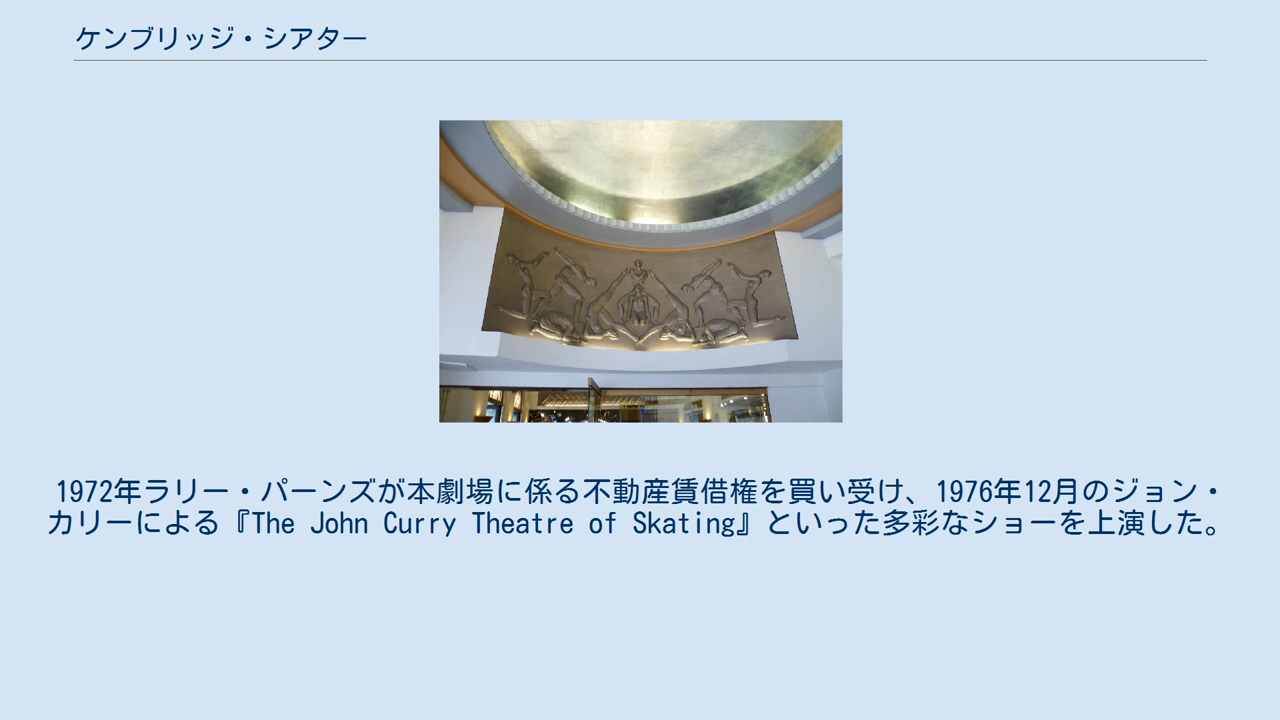 ケンブリッジ・シアター
1972年ラリー・パーンズが本劇場に係る不動産賃借権を買い受け、1976年12月のジョン・
カリーによる『The John Curry Theatre of Skating』といった多彩なショーを上演した。